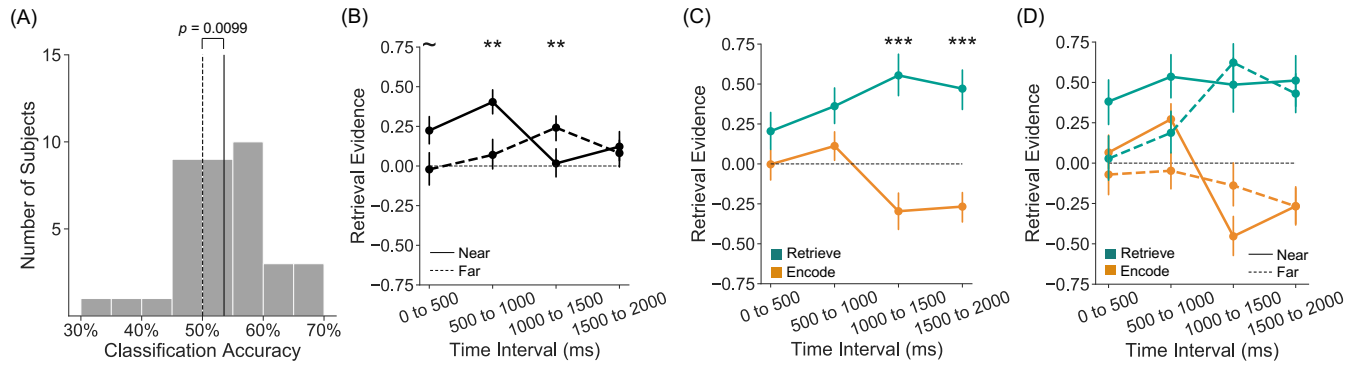 (A)
p = 0.0099
15
10
5
0
Number of Subjects
30% 40% 50% 60% 70%
Classification Accuracy
(B)
~ ** **
0.75
0.50
0.25
0.00
−0.25
−0.50
−0.75
Retrieval Evidence
Near
Far
0 to 500
500 to 1000
1000 to 1500
1500 to 2000
Time Interval (ms)
(C)
*** ***
0.75
0.50
0.25
0.00
−0.25
−0.50
−0.75
Retrieval Evidence
Retrieve
Encode
0 to 500
500 to 1000
1000 to 1500
1500 to 2000
Time Interval (ms)
(D)
0.75
0.50
0.25
0.00
−0.25
−0.50
−0.75
Retrieval Evidence
Retrieve
Encode
Near
Far
0 to 500
500 to 1000
1000 to 1500
1500 to 2000
Time Interval (ms)